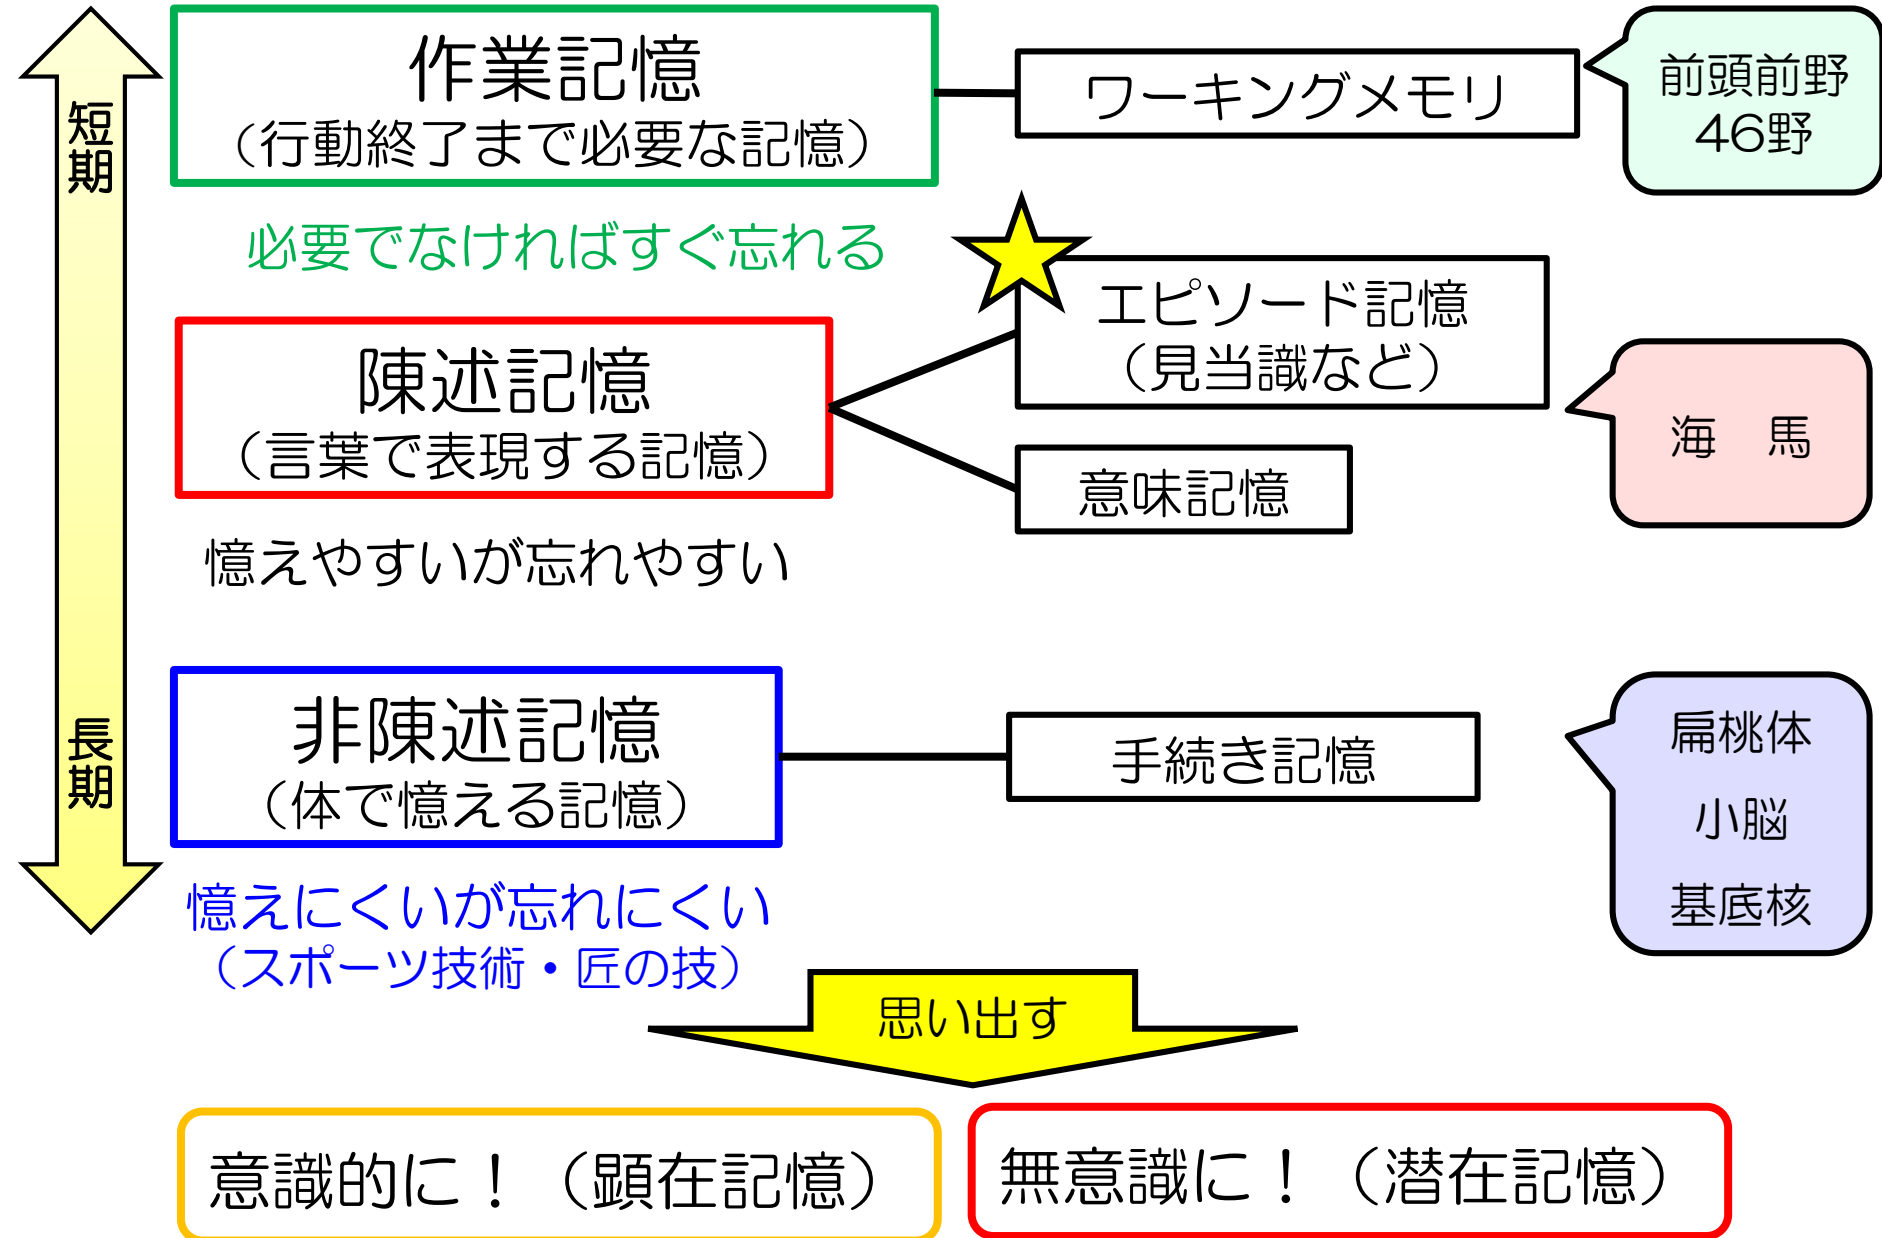 短期
作業記憶
（行動終了まで必要な記憶）
ワーキングメモリ
前頭前野
46野
必要でなければすぐ忘れる
陳述記憶
（言葉で表現する記憶）
エピソード記憶
（見当識など）
意味記憶
海　馬
憶えやすいが忘れやすい
長期
非陳述記憶
（体で憶える記憶）
手続き記憶
扁桃体
小脳
基底核
憶えにくいが忘れにくい
（スポーツ技術・匠の技）
思い出す
意識的に！（顕在記憶）
無意識に！（潜在記憶）